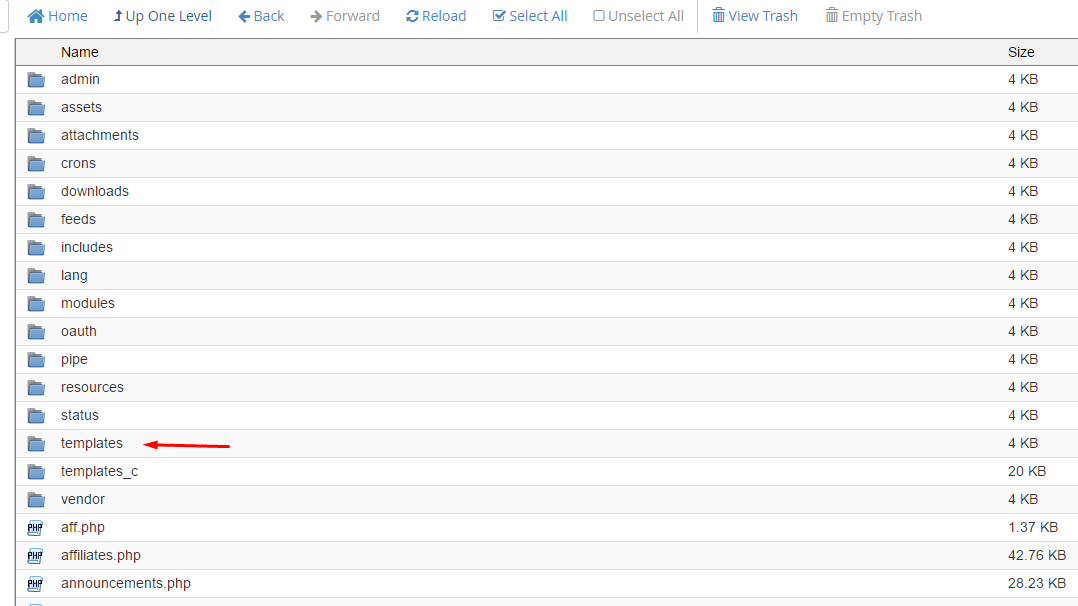 Home Up One Level Back Forward Reload Select All Unselect All View Trash Empty Trash
Name Size
admin 4 KB
assets 4 KB
attachments 4 KB
crons 4 KB
downloads 4 KB
feeds 4 KB
includes 4 KB
lang 4 KB
modules 4 KB
oauth 4 KB
pipe 4 KB
resources 4 KB
status 4 KB
templates 4 KB
templates_c 20 KB
vendor 4 KB
PHP aff.php 1.37 KB
PHP affiliates.php 42.76 KB
PHP announcements.php 28.23 KB